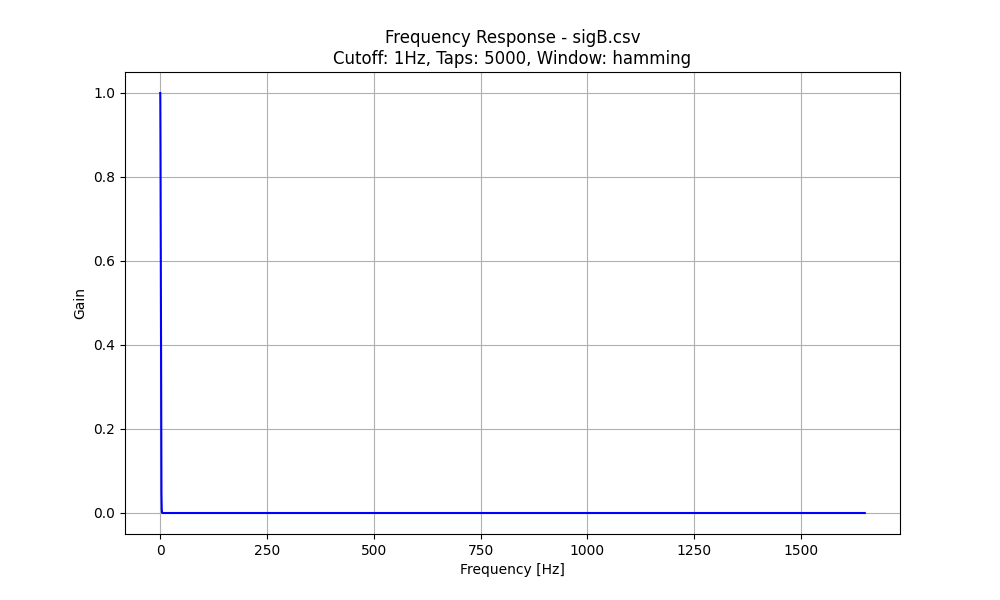 Frequency Response - sigB.csv
Cutoff: 1Hz, Taps: 5000, Window: hamming
1.0
0.8
0.6
0.4
0.2
0.0
Gain
0 250 500 750 1000 1250 1500
Frequency [Hz]